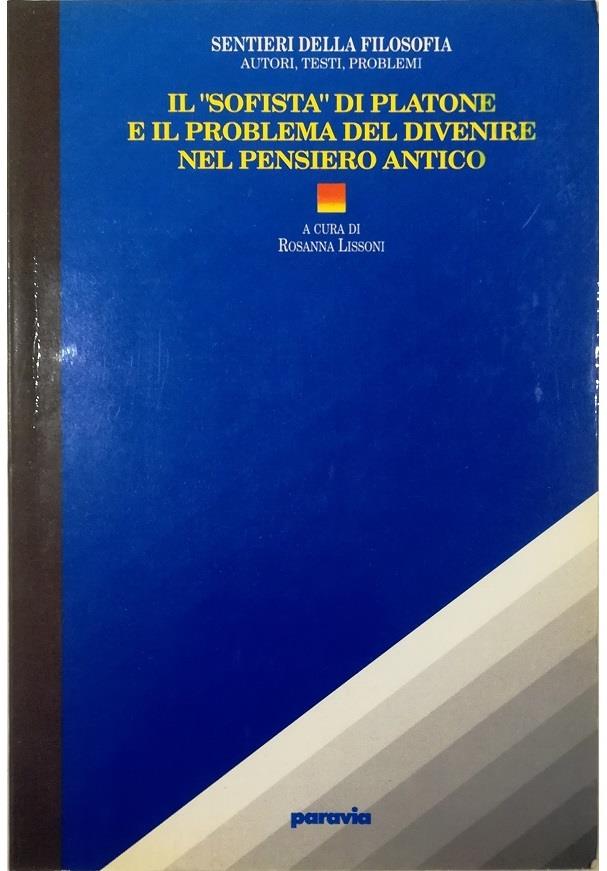 SENTIERI DELLA FILOSOFIA
AUTORI, TESTI, PROBLEMI
IL "SOFISTA" DI PLATONE
E IL PROBLEMA DEL DIVENIRE
NEL PENSIERO ANTICO
A CURA DI
ROSANNA LISSONI
paravia